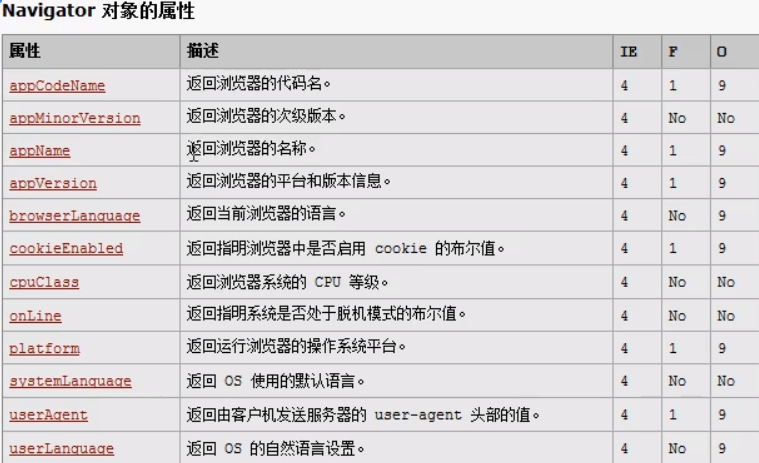 Navigator 对象的属性
属性 描述 IE F O
appCodeName 返回浏览器的代码名。 4 1 9
appMinorVersion 返回浏览器的次级版本。 4 No No
appName 返回浏览器的名称。 4 1 9
appVersion 返回浏览器的平台和版本信息。 4 1 9
browserLanguage 返回当前浏览器的语言。 4 No 9
cookieEnabled 返回指明浏览器中是否启用 cookie 的布尔值。 4 1 9
cpuClass 返回浏览器系统的 CPU 等级。 4 No No
onLine 返回指明系统是否处于脱机模式的布尔值。 4 No No
platform 返回运行浏览器的操作系统平台。 4 1 9
systemLanguage 返回 OS 使用的默认语言。 4 No No
userAgent 返回由客户机发送服务器的 user-agent 头部的值。 4 1 9
userLanguage 返回 OS 的自然语言设置。 4 No 9